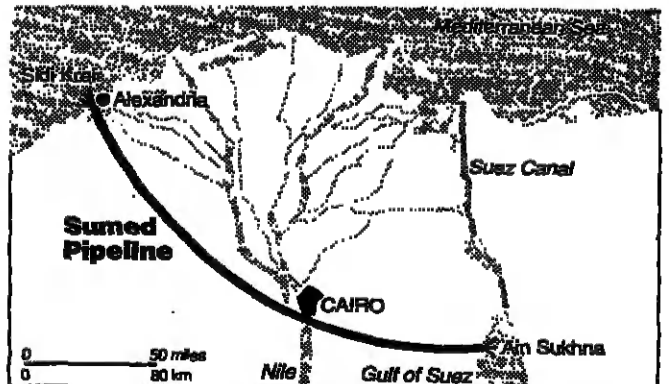 Mediterranean Sea
Sidi Kreir
Alexandria
Suez Canal
Sumed
Pipeline
CAIRO
Ain Sukhna
0 50 miles
0 80 km
Nile
Gulf of Suez